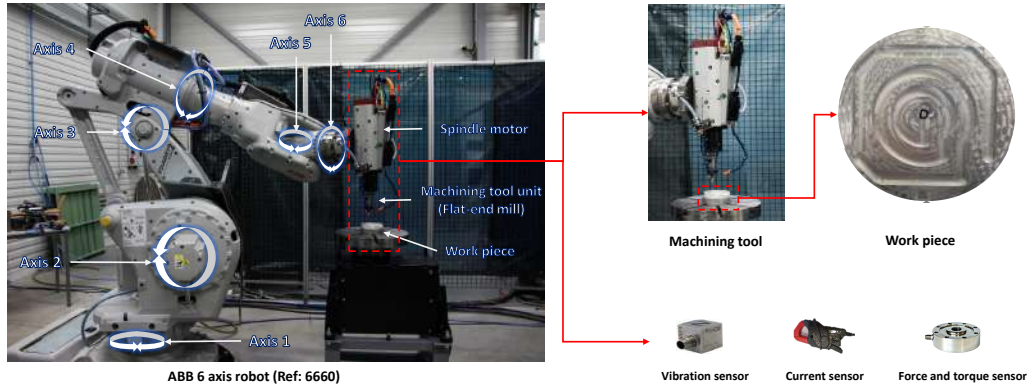 Axis 6
Axis 5
Axis 4
Axis 3
Spindle motor
Machining tool unit
(Flat-end mill)
Work piece
Axis 2
Axis 1
ABB 6 axis robot (Ref: 6660)
Machining tool
Work piece
Vibration sensor
Current sensor
Force and torque sensor